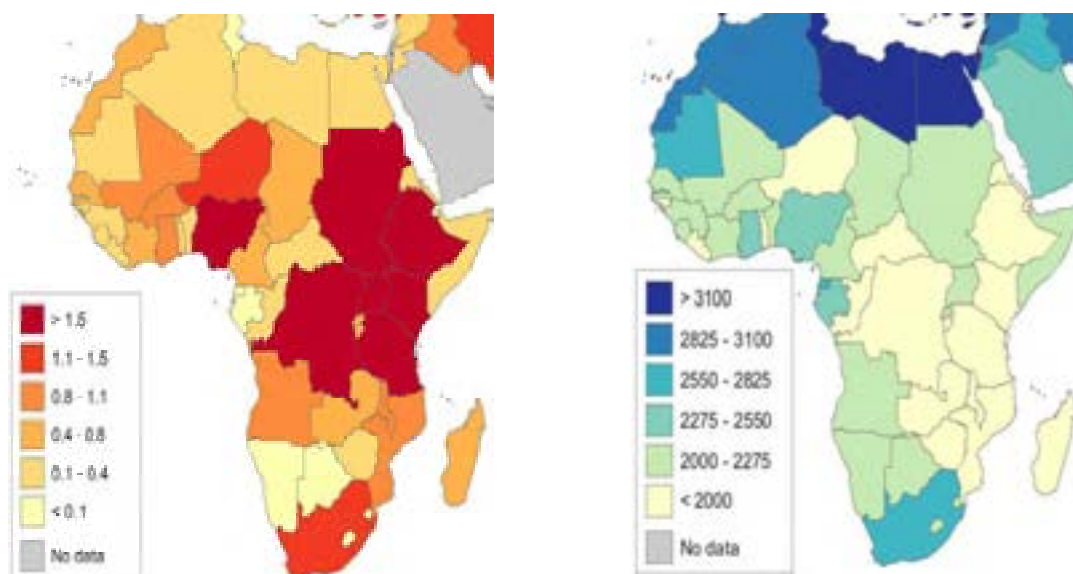 > 1.5
1.1 - 1.5
0.8 - 1.1
0.4 - 0.8
0.1 - 0.4
< 0.1
No data
> 3100
2825 - 3100
2550 - 2825
2275 - 2550
2000 - 2275
< 2000
No data